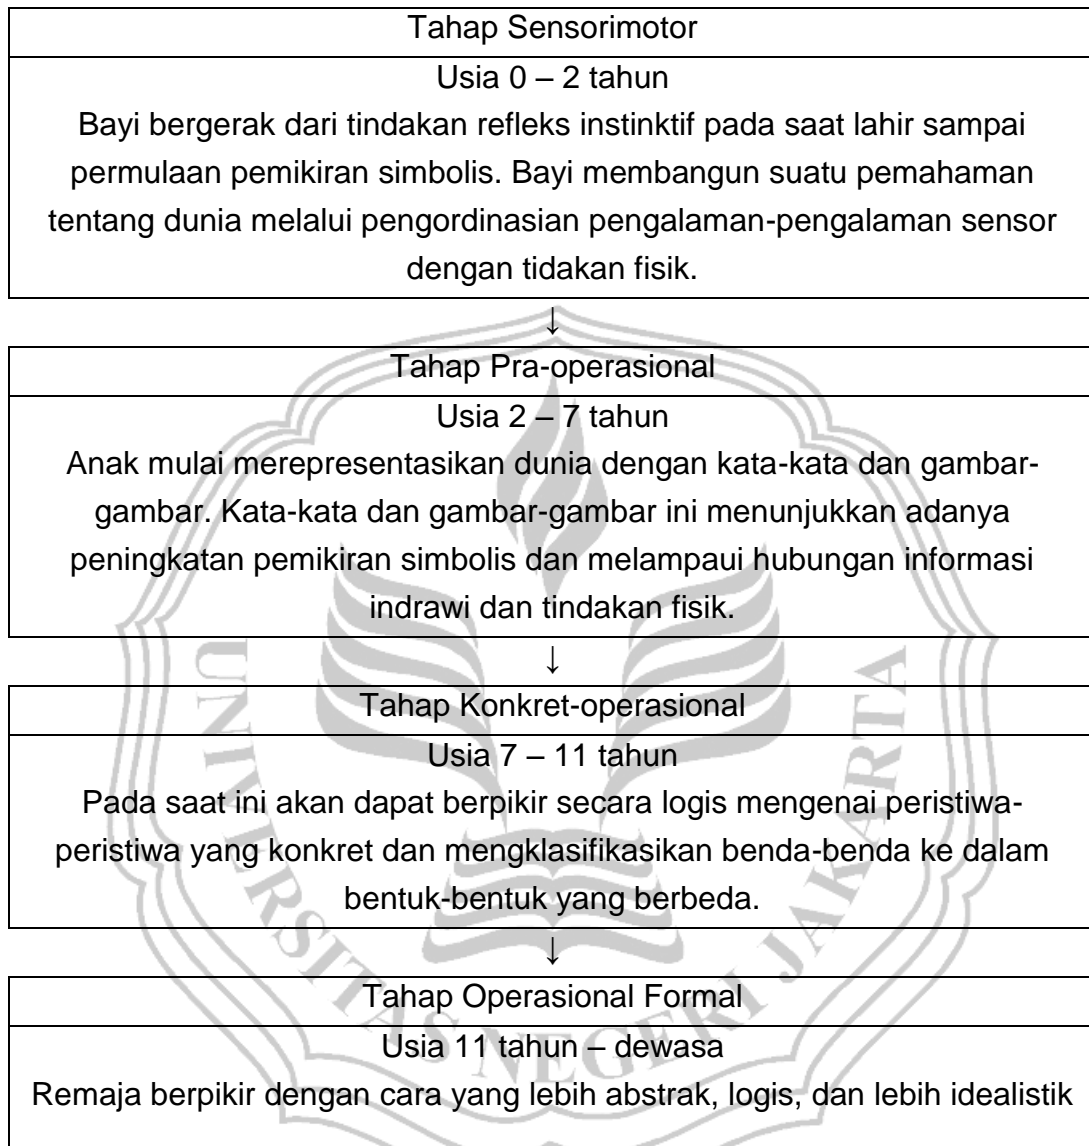 Tahap Sensorimotor
Usia 0 – 2 tahun
Bayi bergerak dari tindakan refleks instinktif pada saat lahir sampai
permulaan pemikiran simbolis. Bayi membangun suatu pemahaman
tentang dunia melalui pengordinasian pengalaman-pengalaman sensor
dengan tidakan fisik.
↓
Tahap Pra-operasional
Usia 2 – 7 tahun
Anak mulai merepresentasikan dunia dengan kata-kata dan gambar-
gambar. Kata-kata dan gambar-gambar ini menunjukkan adanya
peningkatan pemikiran simbolis dan melampaui hubungan informasi
indrawi dan tindakan fisik.
↓
Tahap Konkret-operasional
Usia 7 – 11 tahun
Pada saat ini akan dapat berpikir secara logis mengenai peristiwa-
peristiwa yang konkret dan mengklasifikasikan benda-benda ke dalam
bentuk-bentuk yang berbeda.
↓
Tahap Operasional Formal
Usia 11 tahun – dewasa
Remaja berpikir dengan cara yang lebih abstrak, logis, dan lebih idealistik
UNIVERSITAS NEGERI JAKARTA